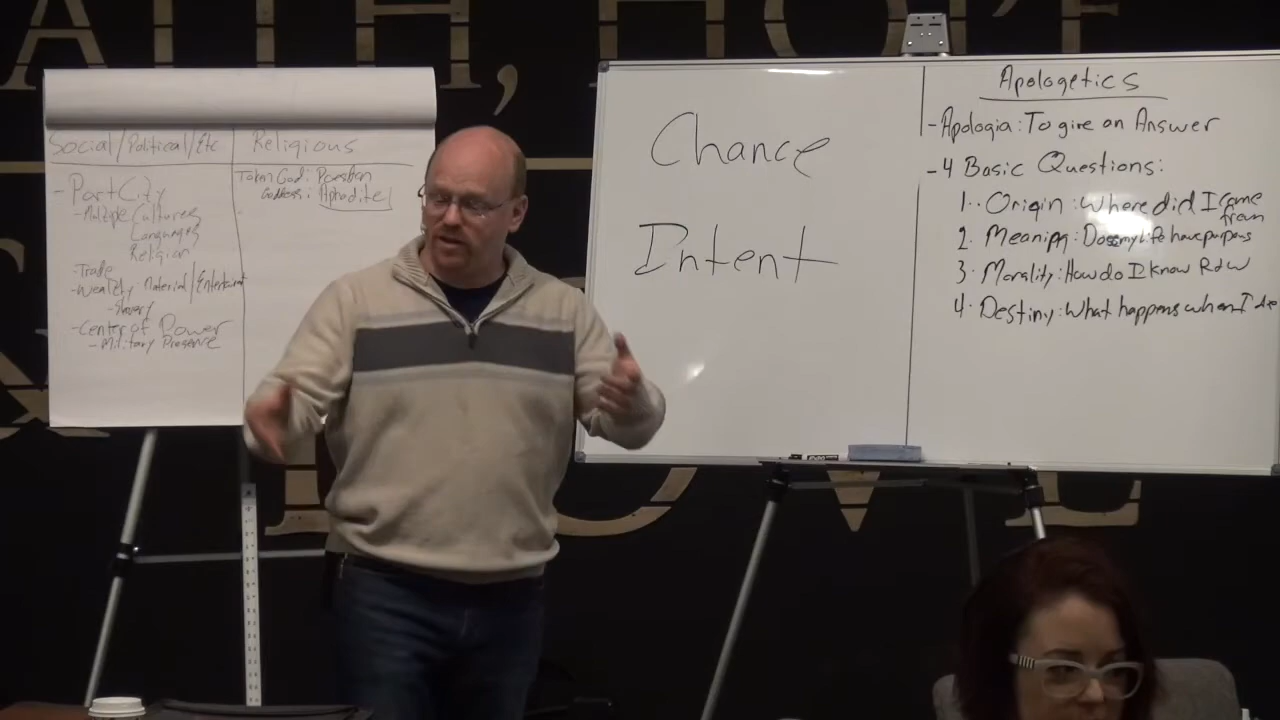 FAITH, HOPE
LOVE
Social/Political/Etc
- Port City
- Multiple Cultures
Languages
Religion
- Trade
- Wealthy Material/Entertainment
- Slavery
- Center of Power
- Military Presence
Religious
God:
Goddess: Aphrodite
Chance
Intent
Apologetics
- Apologia: To give an Answer
- 4 Basic Questions:
1. Origin: Where did I come
from
2. Meaning: Does my life have purpose
3. Morality: How do I know R & W
4. Destiny: What happens when I die